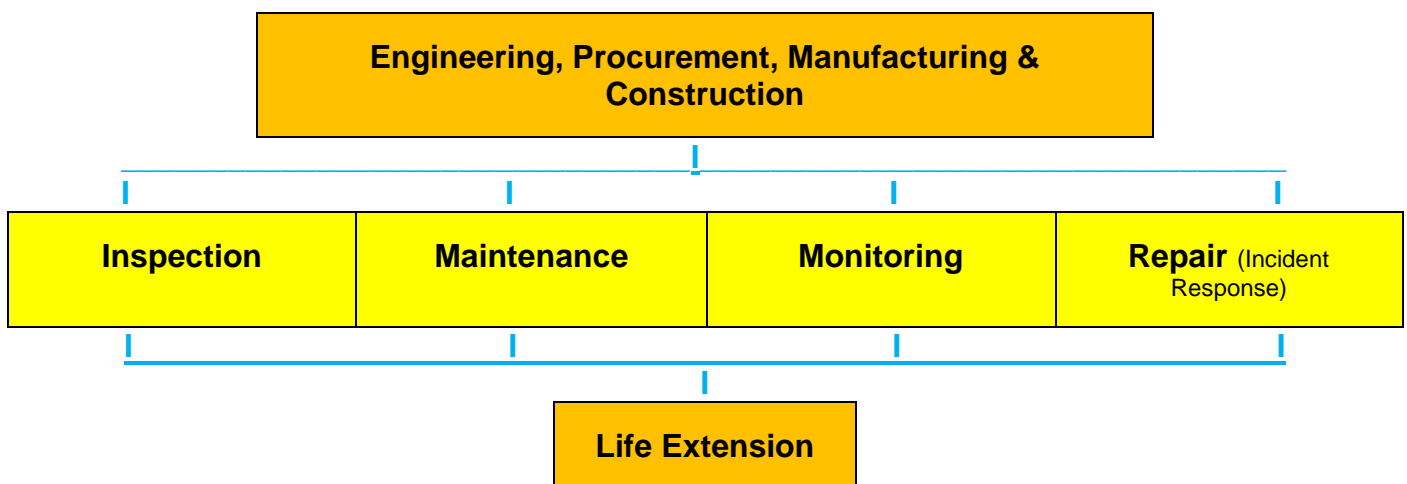 Engineering, Procurement, Manufacturing &
Construction
Inspection
Maintenance
Monitoring
Repair (Incident
Response)
Life Extension